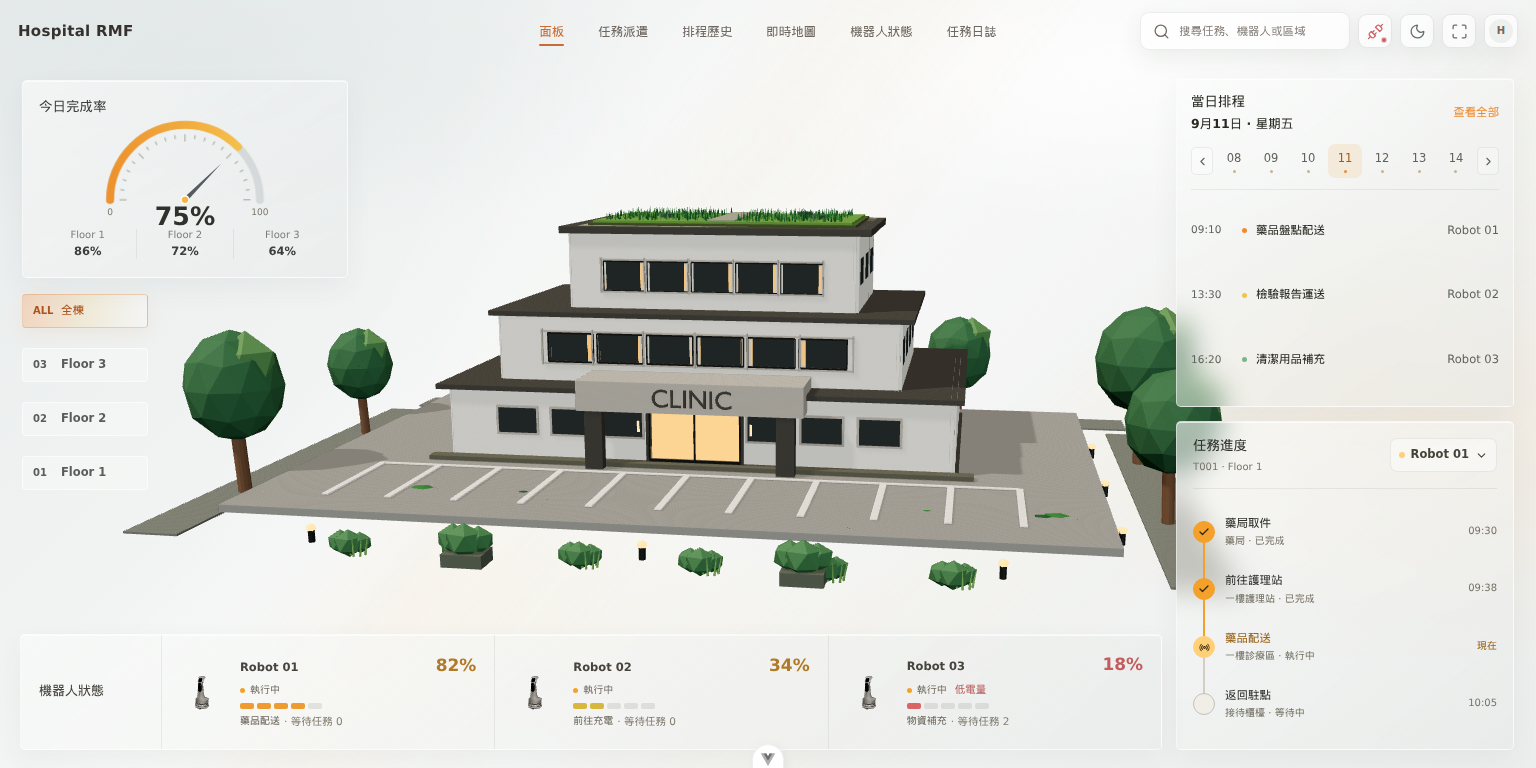 Hospital RMF
面板
任務派遣
排程歷史
即時地圖
機器人狀態
任務日誌
搜尋任務、機器人或區域
H
今日完成率
0
75%
100
Floor 1
86%
Floor 2
72%
Floor 3
64%
ALL 全棟
03 Floor 3
02 Floor 2
01 Floor 1
CLINIC
當日排程
9月11日・星期五
查看全部
08 09 10 11 12 13 14
09:10 藥品盤點配送 Robot 01
13:30 檢驗報告運送 Robot 02
16:20 清潔用品補充 Robot 03
任務進度
T001 · Floor 1
Robot 01
藥局取件
藥局 · 已完成
09:30
前往護理站
一樓護理站 · 已完成
09:38
藥品配送
一樓診療區 · 執行中
現在
返回駐點
接待櫃檯 · 等待中
10:05
機器人狀態
Robot 01 82%
執行中
藥品配送 · 等待任務 0
Robot 02 34%
執行中
前往充電 · 等待任務 0
Robot 03 18%
執行中 低電量
物資補充 · 等待任務 2